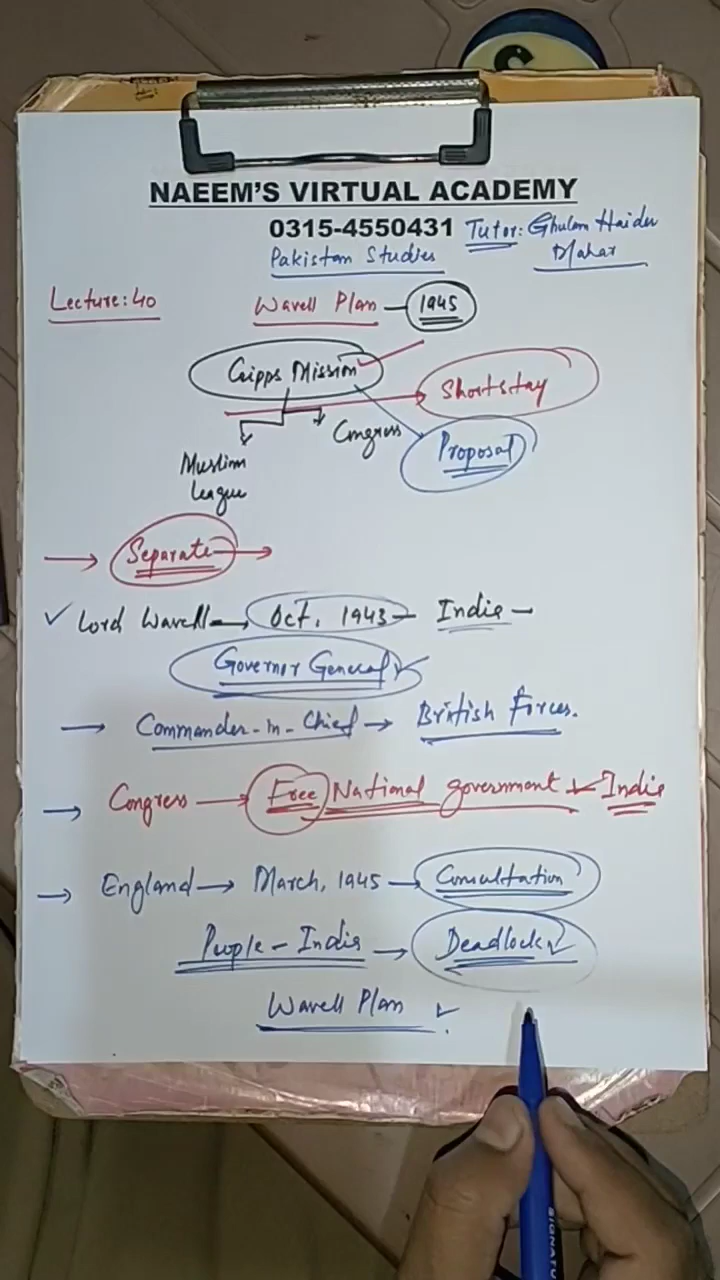 NAEEM'S VIRTUAL ACADEMY
0315-4550431 Tutor: Ghulam Haider Mahar
Pakistan Studies
Lecture: 40 Wavell Plan – 1945
Cripps Mission
Short stay
Congress
Proposal
Muslim League
→ Separate →
✓ Lord Wavell → Oct, 1943 – India –
Governor General ✓
→ Commander-in-Chief → British Forces.
→ Congress → Free National government ✓ India
→ England → March, 1945 → Consultation
People – India → Deadlock ✓
Wavell Plan ✓